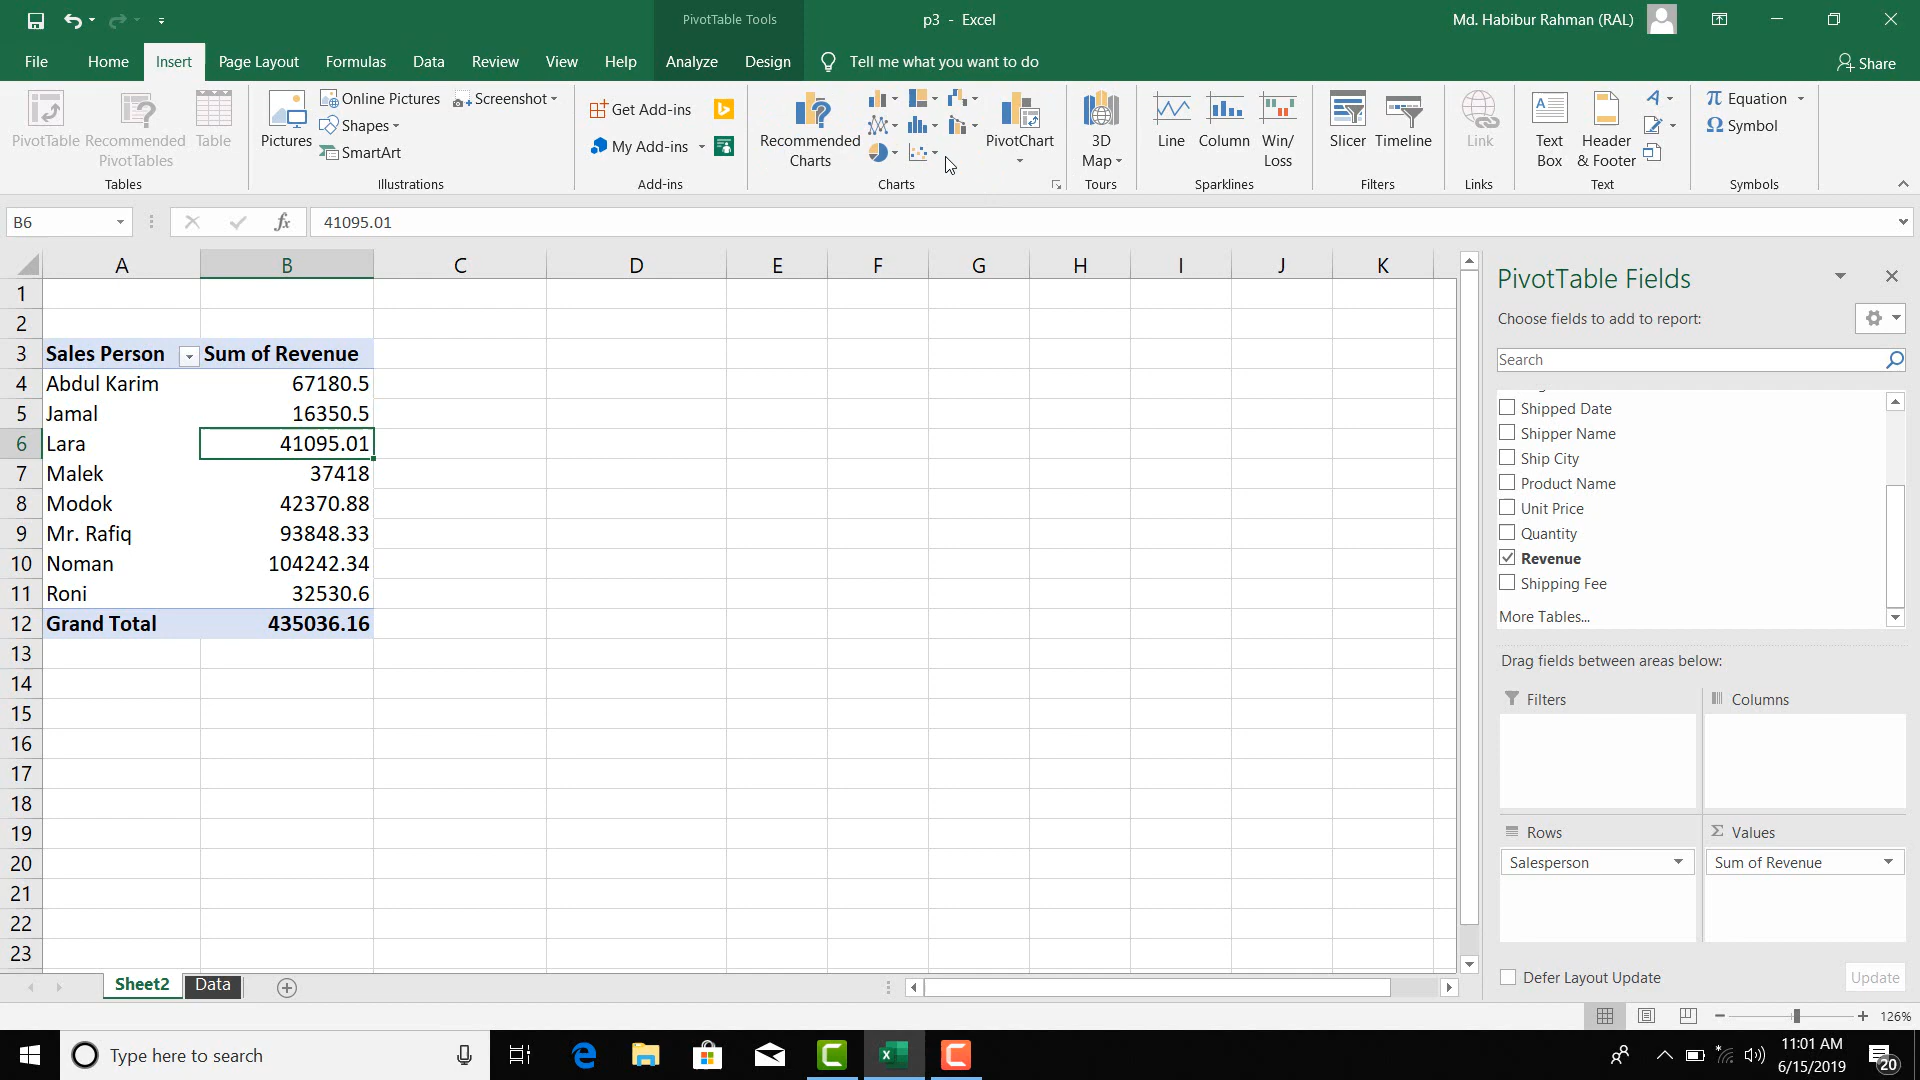 PivotTable Tools
p3 - Excel
Md. Habibur Rahman (RAL)
File
Home
Insert
Page Layout
Formulas
Data
Review
View
Help
Analyze
Design
Tell me what you want to do
Share
PivotTable
Recommended
PivotTables
Table
Tables
Pictures
Online Pictures
Shapes
SmartArt
Screenshot
Illustrations
Get Add-ins
My Add-ins
Add-ins
Recommended
Charts
PivotChart
Charts
3D
Map
Tours
Line
Column
Win/
Loss
Sparklines
Slicer
Timeline
Filters
Link
Links
Text
Box
Header
& Footer
Text
Equation
Symbol
Symbols
B6
fx
41095.01
A B C D E F G H I J K
1
2
3 Sales Person Sum of Revenue
4 Abdul Karim 67180.5
5 Jamal 16350.5
6 Lara 41095.01
7 Malek 37418
8 Modok 42370.88
9 Mr. Rafiq 93848.33
10 Noman 104242.34
11 Roni 32530.6
12 Grand Total 435036.16
13
14
15
16
17
18
19
20
21
22
23
PivotTable Fields
Choose fields to add to report:
Search
Shipped Date
Shipper Name
Ship City
Product Name
Unit Price
Quantity
Revenue
Shipping Fee
More Tables...
Drag fields between areas below:
Filters
Columns
Rows
Values
Salesperson
Sum of Revenue
Defer Layout Update
Update
Sheet2
Data
126%
Type here to search
11:01 AM
6/15/2019
20